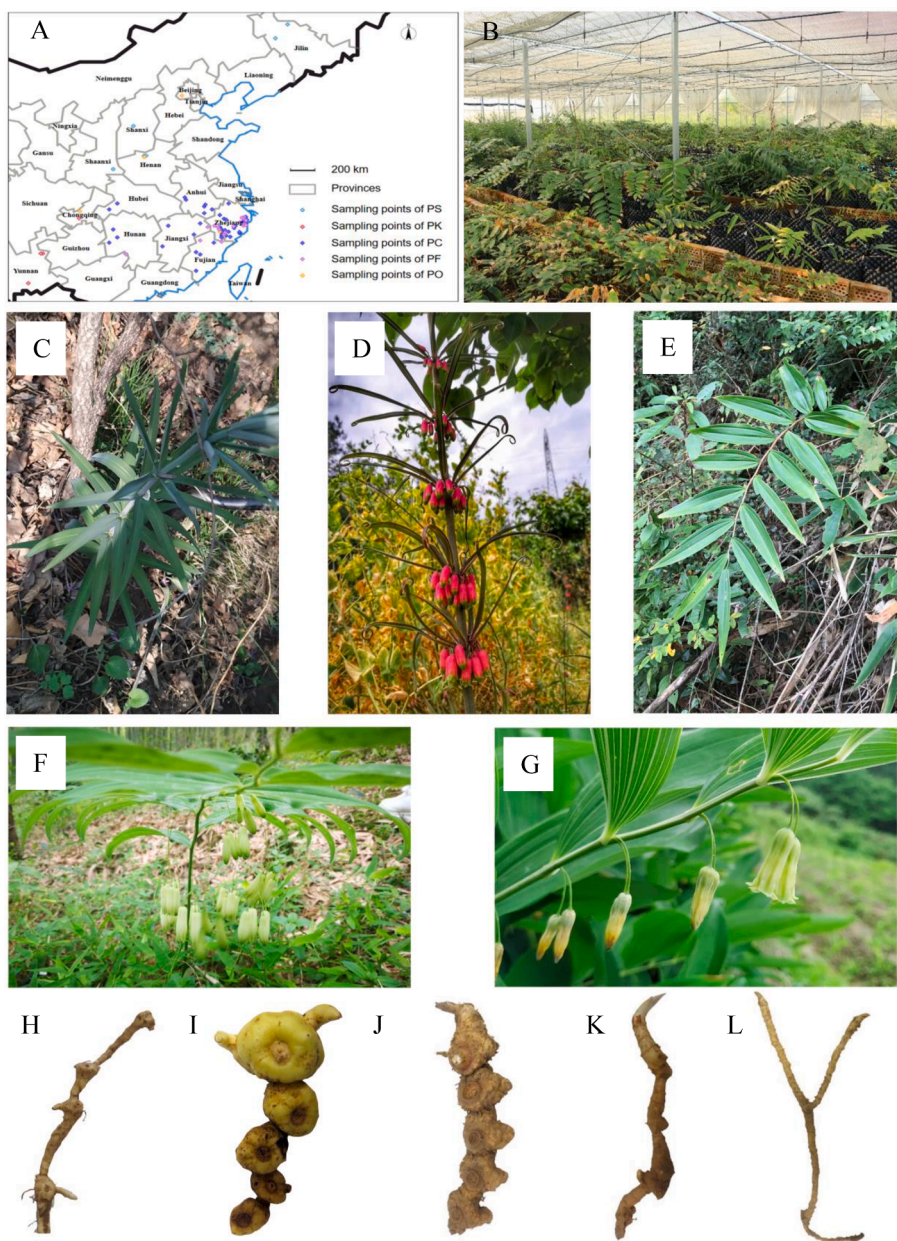 A
N
Jilin
Neimenggu
Liaoning
Beijing
Tianjin
Hebei
Ningxia
Shanxi
Shandong
Gansu
Shaanxi
Henan
200 km
Jiangsu
Anhui
Provinces
Shanghai
Sichuan
Hubei
Sampling points of PS
Chongqing
Zhejiang
Sampling points of PK
Hunan
Jiangxi
Sampling points of PC
Guizhou
Fujian
Sampling points of PF
Yunnan
Guangxi
Guangdong
Taiwan
Sampling points of PO
B
C
D
E
F
G
H
I
J
K
L